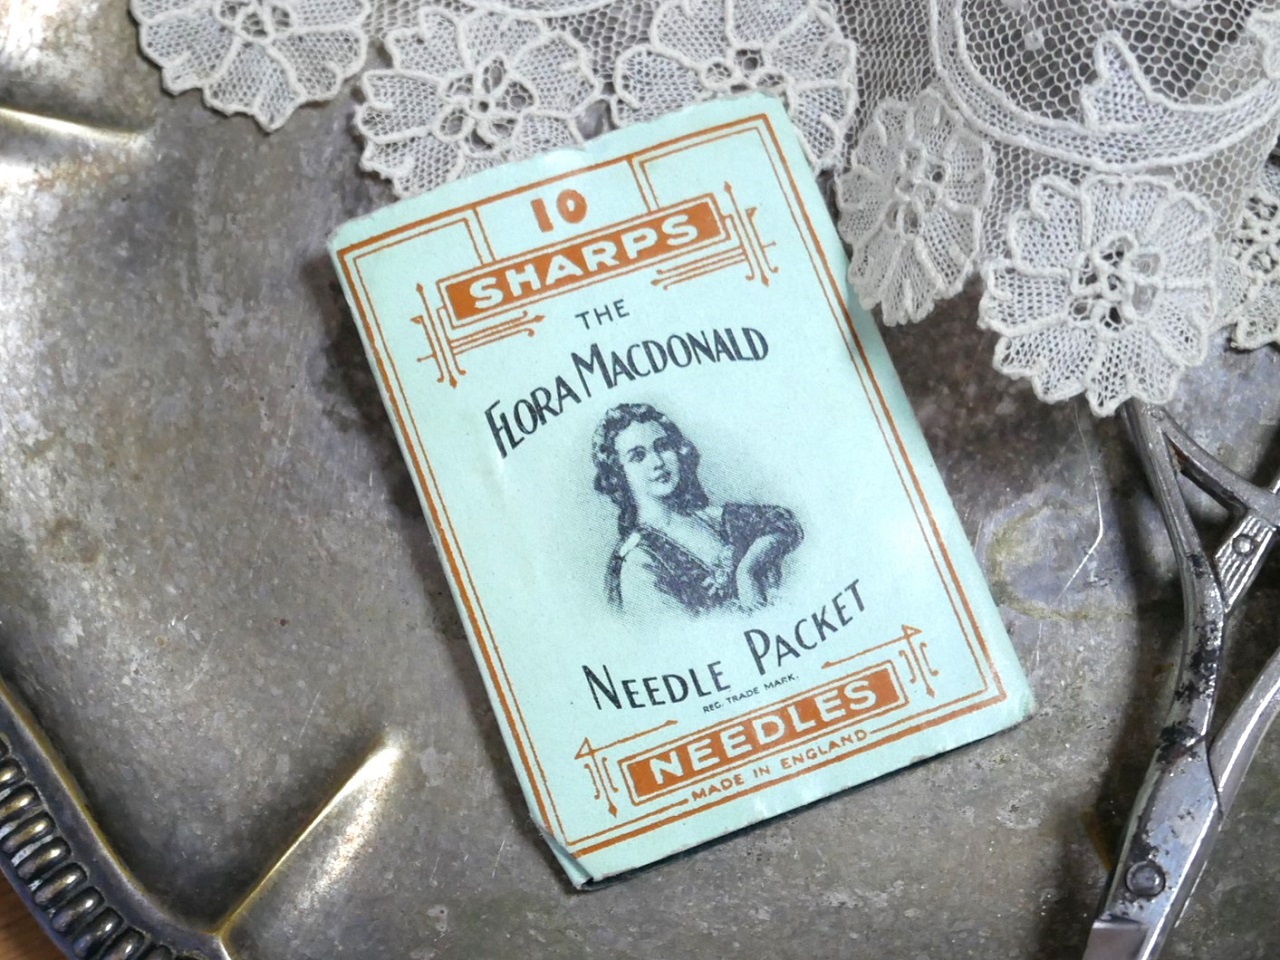 10
SHARPS
THE
FLORA MACDONALD
NEEDLE PACKET
REG. TRADE MARK.
NEEDLES
MADE IN ENGLAND